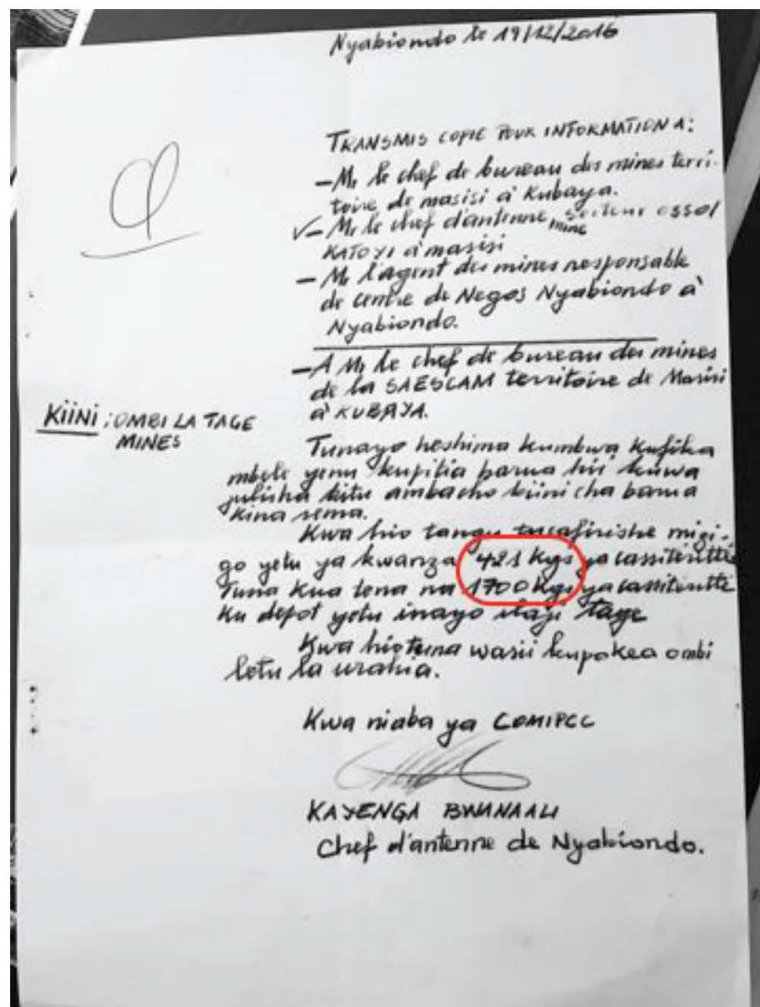 Nyabiondo le 19/12/2016
TRANSMIS COPIE POUR INFORMATION A:
- Mr le chef de bureau des mines terri-
toire de masisi à Kubaya.
✓- Mr le chef d'antenne
mine
KATOYI à masisi
- Mr l'agent des mines responsable
de centre de Negos Nyabiondo à
Nyabiondo.
- A Mr le chef de bureau des mines
de la SAESCAM territoire de Masisi
à KUBAYA.
KIINI : OMBI LA TAGE
MINES
Tunayo heshima kumbwa kufika
mbele yenu kupitia barua hii kuwa
julisha kitu ambacho kiini cha barua
kina sema.
Kwa hio tangu tusafirishe mizi-
go yetu ya kwanza 421 Kgs ya cassiteritte
Tuna kua tena na 1700 Kgs ya cassiteritte
Ku depot yetu inayo itaji tage
Kwa hio tuna wasii kupokea ombi
letu la urahia.
Kwa niaba ya COMIPCC
KAYENGA BWANAALI
Chef d'antenne de Nyabiondo.